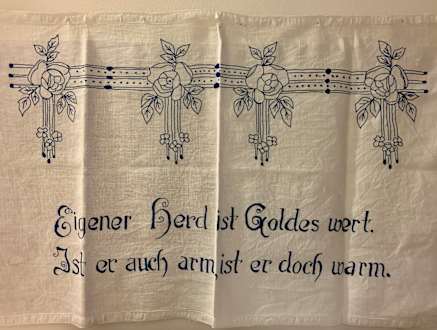 Eigener Herd ist Goldes wert.
Ist er auch arm, ist er doch warm.